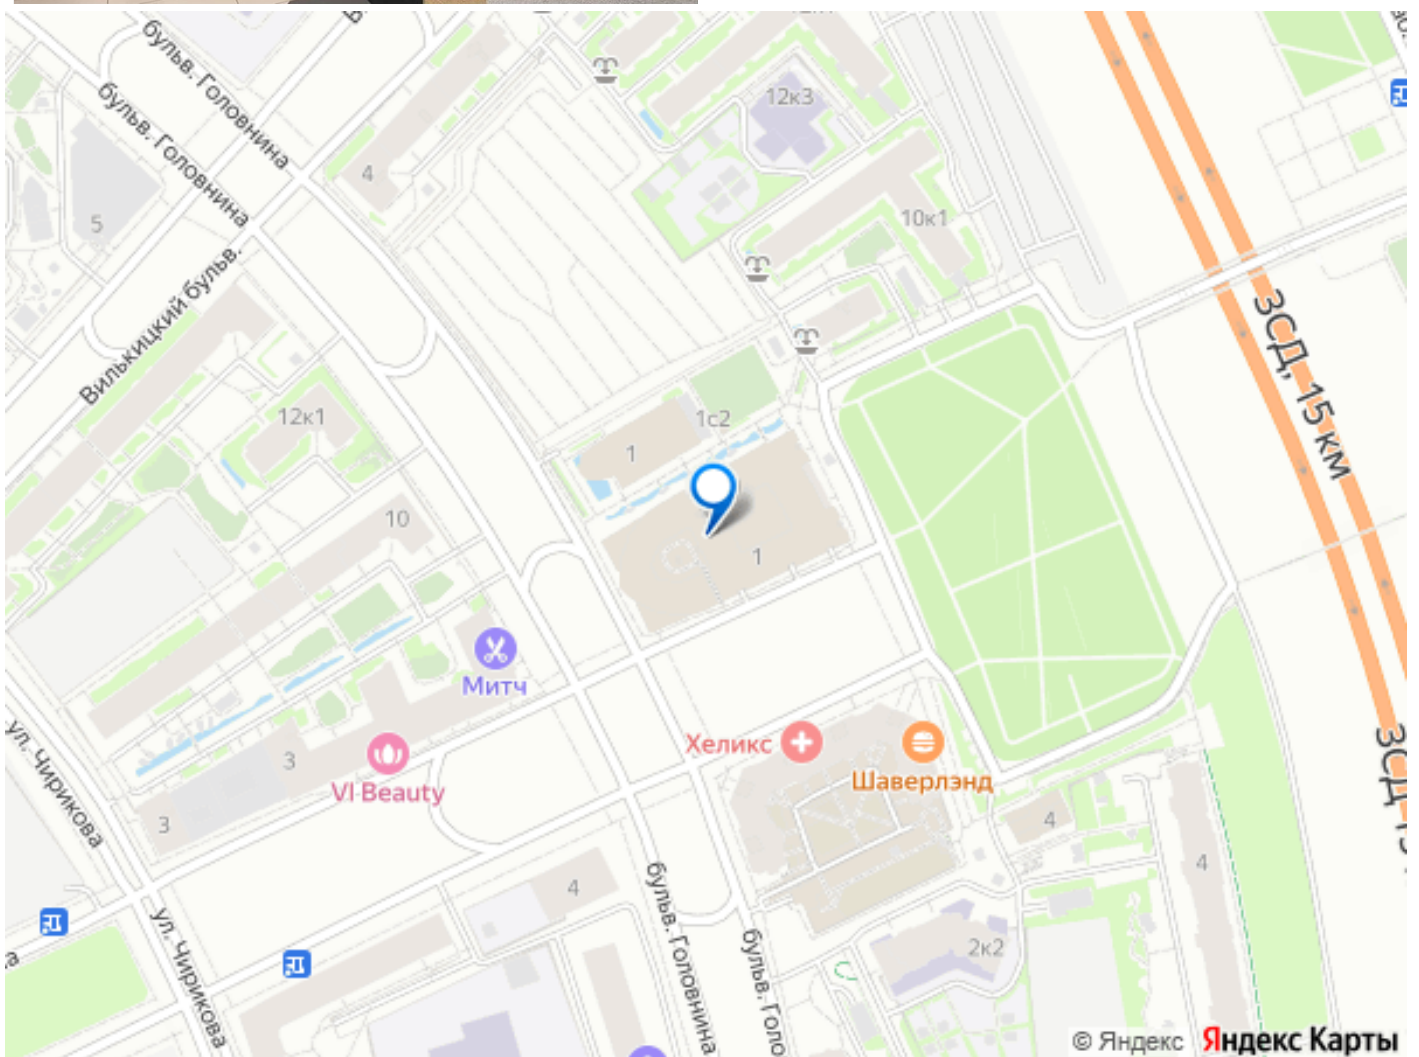 12к1
бульв. Головнина
бульв. Головнина
12к3
4
5
10к1
Вилькицкий бульв.
ЗСД, 15 км
12к1
1с2
1
10
1
Митч
Хеликс
Шаверлэнд
3
VI Beauty
3
4
4
4
ул. Чирикова
ул. Чирикова
бульв. Головнина
бульв. Голо
2к2
© Яндекс Яндекс Карты